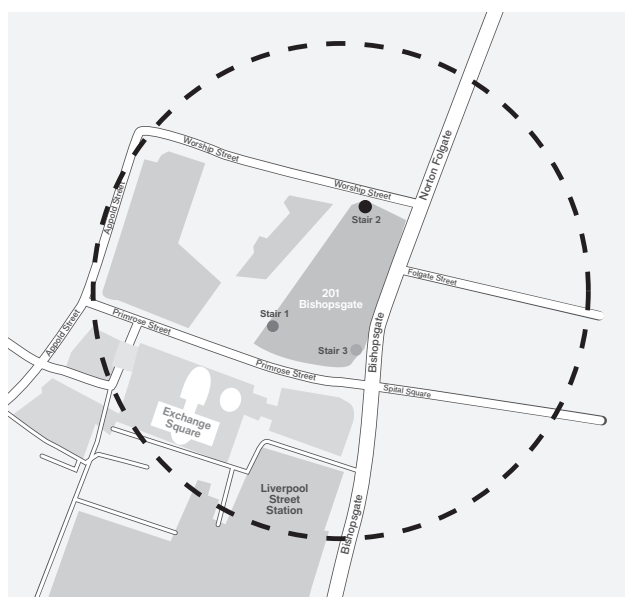 Norton Folgate
Worship Street
Worship Street
Appold Street
Stair 2
Folgate Street
201
Bishopsgate
Stair 1
Primrose Street
Appold Street
Bishopsgate
Stair 3
Primrose Street
Spital Square
Exchange
Square
Liverpool
Street
Station
Bishopsgate